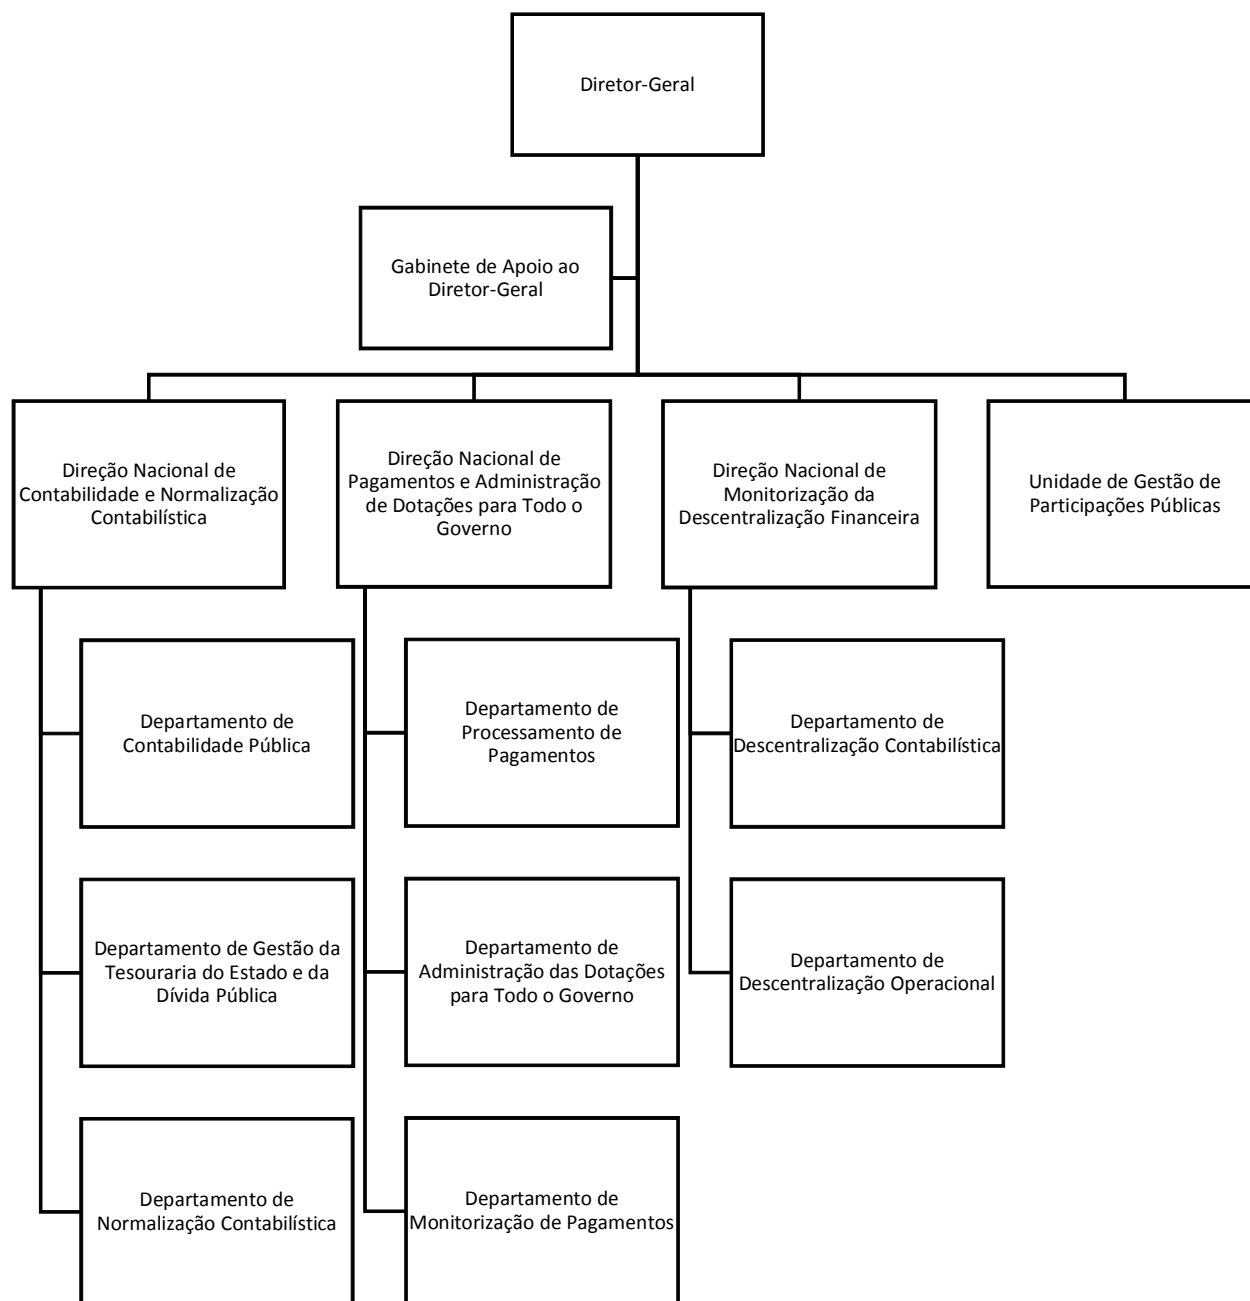 Diretor-Geral
Gabinete de Apoio ao
Diretor-Geral
Direção Nacional de
Contabilidade e Normalização
Contabilística
Direção Nacional de
Pagamentos e Administração
de Dotações para Todo o
Governo
Direção Nacional de
Monitorização da
Descentralização Financeira
Unidade de Gestão de
Participações Públicas
Departamento de
Contabilidade Pública
Departamento de
Processamento de
Pagamentos
Departamento de
Descentralização Contabilística
Departamento de Gestão da
Tesouraria do Estado e da
Dívida Pública
Departamento de
Administração das Dotações
para Todo o Governo
Departamento de
Descentralização Operacional
Departamento de
Normalização Contabilística
Departamento de
Monitorização de Pagamentos